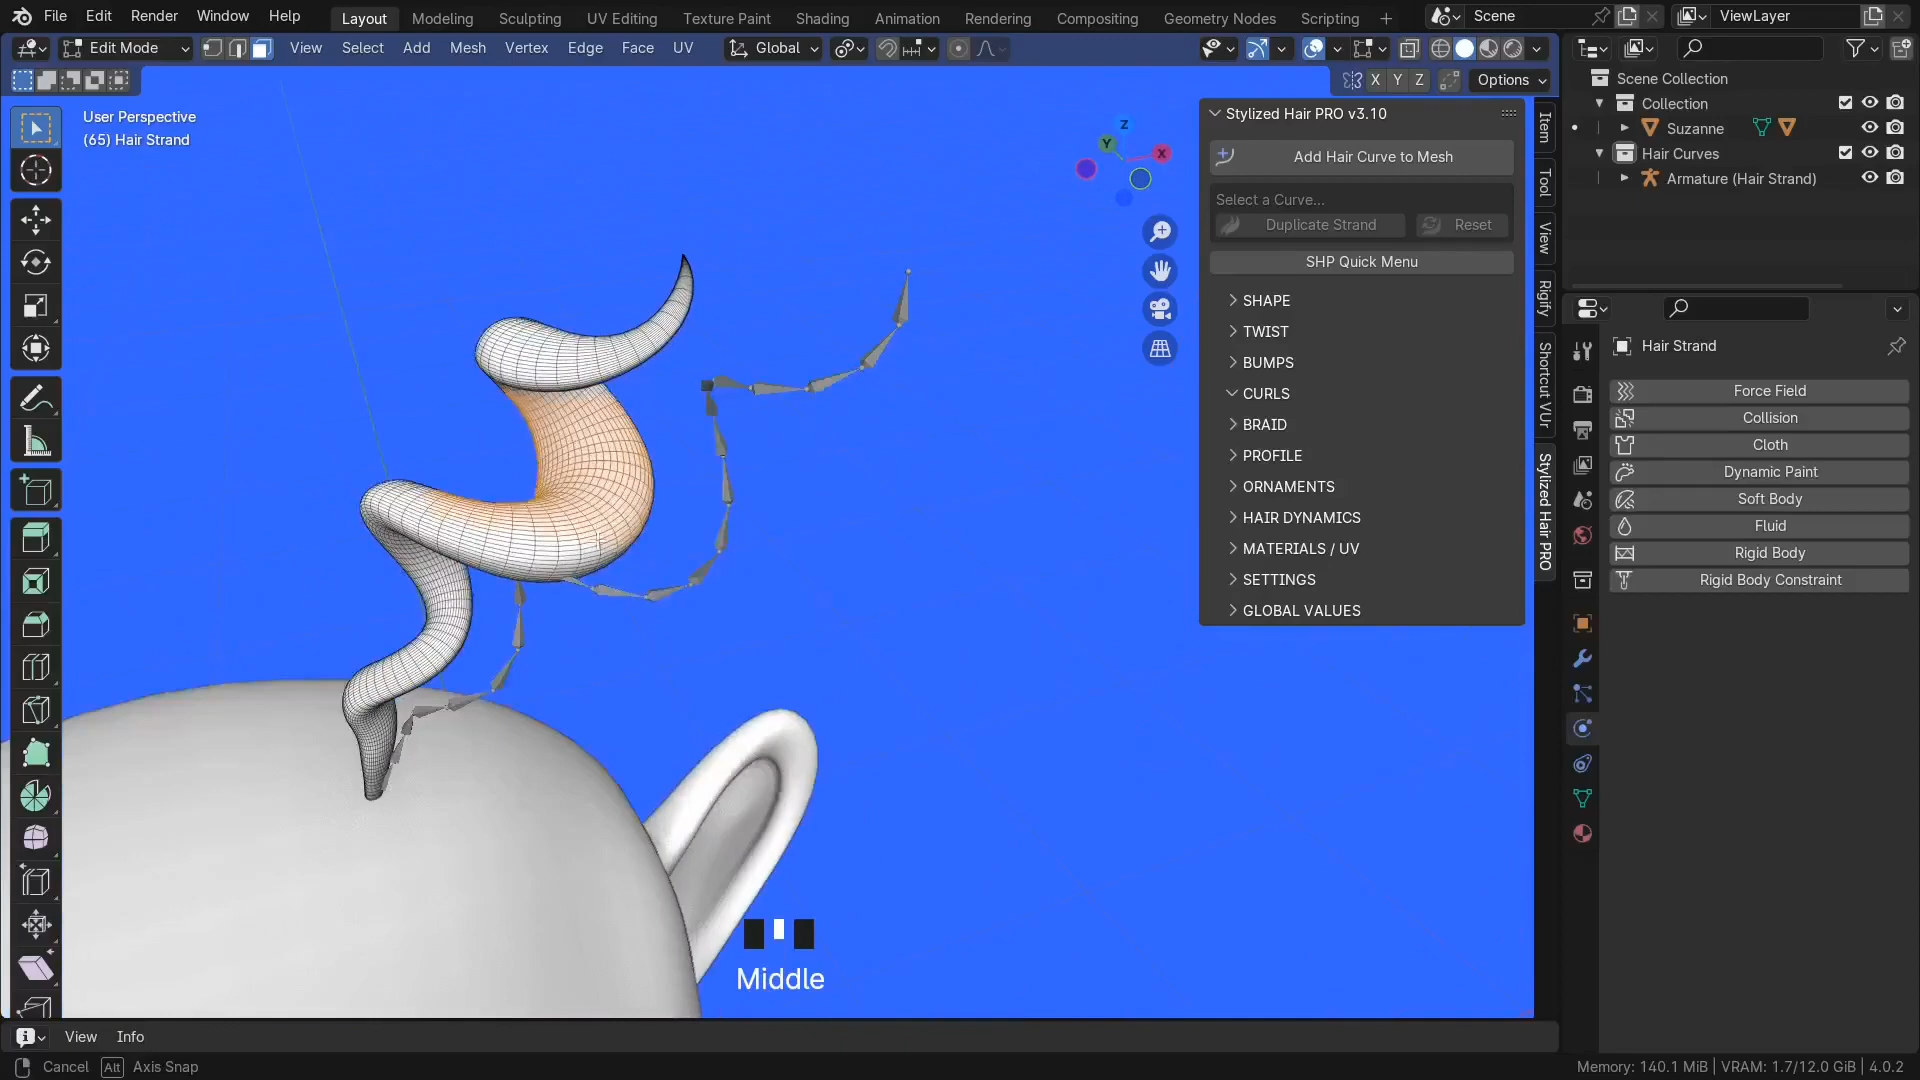 File Edit Render Window Help Layout Modeling Sculpting UV Editing Texture Paint Shading Animation Rendering Compositing Geometry Nodes Scripting + Scene ViewLayer
Edit Mode View Select Add Mesh Vertex Edge Face UV Global
X Y Z Options
User Perspective
(65) Hair Strand
Z
Y
X
Stylized Hair PRO v3.10
Add Hair Curve to Mesh
Select a Curve...
Duplicate Strand Reset
SHP Quick Menu
SHAPE
TWIST
BUMPS
CURLS
BRAID
PROFILE
ORNAMENTS
HAIR DYNAMICS
MATERIALS / UV
SETTINGS
GLOBAL VALUES
Item
Tool
View
Rigify
Shortcut VUr
Stylized Hair PRO
Scene Collection
Collection
Suzanne
Hair Curves
Armature (Hair Strand)
Hair Strand
Force Field
Collision
Cloth
Dynamic Paint
Soft Body
Fluid
Rigid Body
Rigid Body Constraint
Middle
View Info
Cancel Alt Axis Snap
Memory: 140.1 MiB | VRAM: 1.7/12.0 GiB | 4.0.2